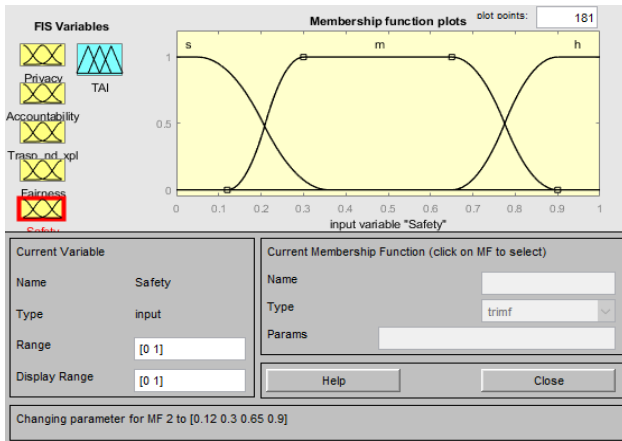 FIS Variables
Membership function plots
plot points:
181
Privacy
TAI
Accountability
Trasp_nd_xpl
Fairness
Safety
s
m
h
1
0.5
0
0
0.1
0.2
0.3
0.4
0.5
0.6
0.7
0.8
0.9
1
input variable "Safety"
Current Variable
Name
Safety
Type
input
Range
[0 1]
Display Range
[0 1]
Current Membership Function (click on MF to select)
Name
Type
trimf
Params
Help
Close
Changing parameter for MF 2 to [0.12 0.3 0.65 0.9]